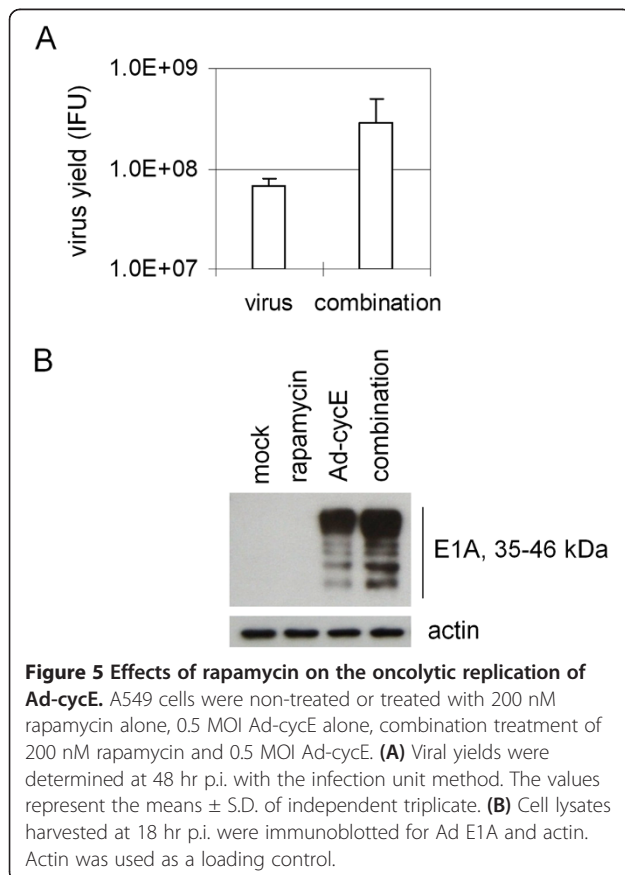 A
1.0E+09
1.0E+08
1.0E+07
virus yield (IFU)
virus combination
B
mock
rapamycin
Ad-cycE
combination
E1A, 35-46 kDa
actin
Figure 5 Effects of rapamycin on the oncolytic replication of
Ad-cycE. A549 cells were non-treated or treated with 200 nM
rapamycin alone, 0.5 MOI Ad-cycE alone, combination treatment of
200 nM rapamycin and 0.5 MOI Ad-cycE. (A) Viral yields were
determined at 48 hr p.i. with the infection unit method. The values
represent the means ± S.D. of independent triplicate. (B) Cell lysates
harvested at 18 hr p.i. were immunoblotted for Ad E1A and actin.
Actin was used as a loading control.